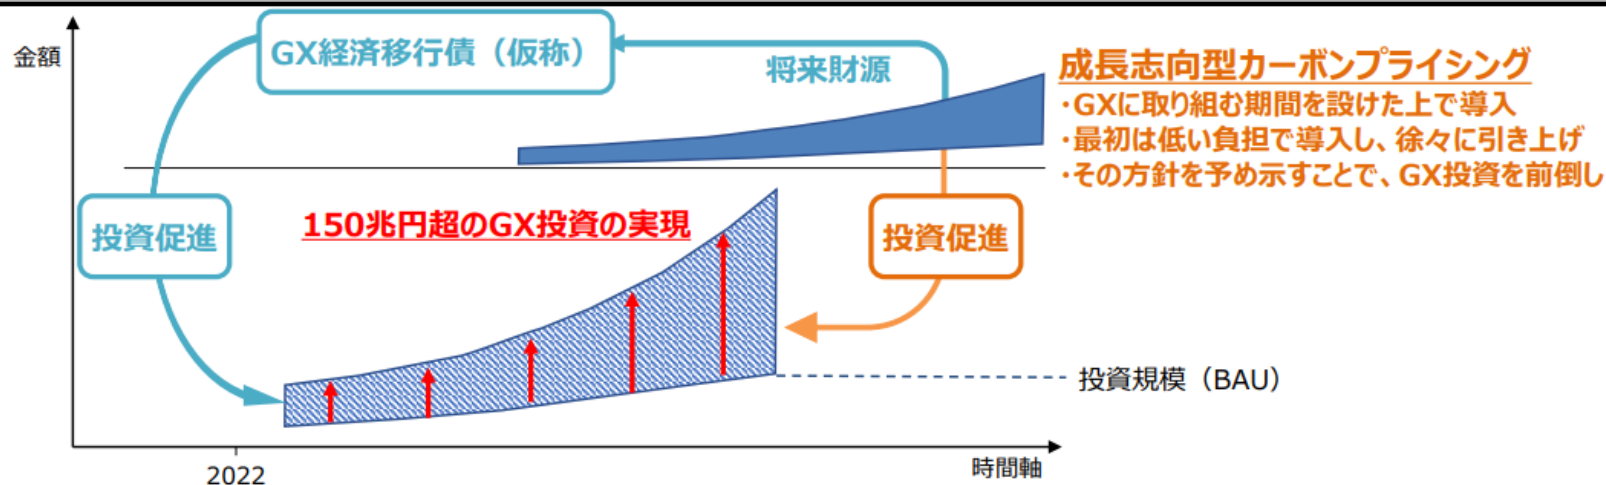 金額
GX経済移行債（仮称）
将来財源
成長志向型カーボンプライシング
・GXに取り組む期間を設けた上で導入
・最初は低い負担で導入し、徐々に引き上げ
・その方針を予め示すことで、GX投資を前倒し
投資促進
150兆円超のGX投資の実現
投資促進
投資規模（BAU）
2022
時間軸